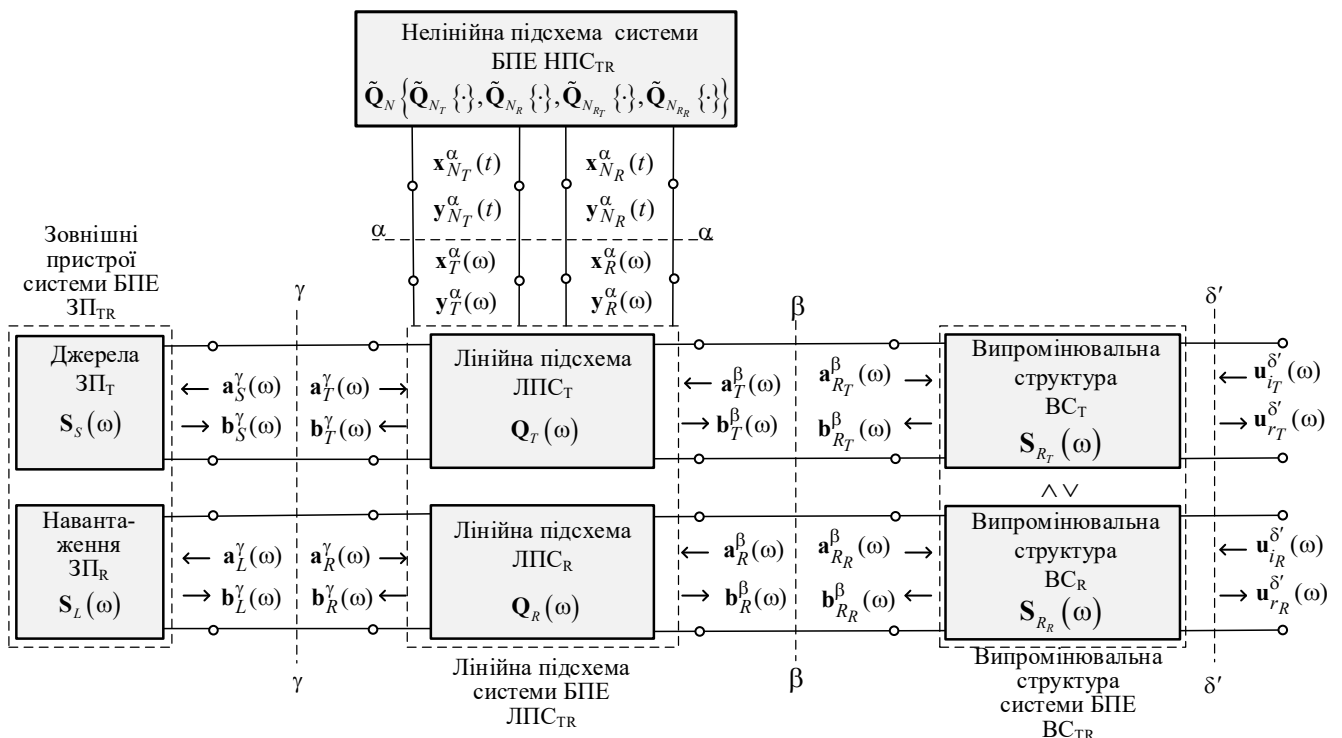 Нелінійна підсхема системи
БПЕ НПС_TR
Q̃_N {Q̃_{N_T}{·}, Q̃_{N_R}{·}, Q̃_{N_{R_T}}{·}, Q̃_{N_{R_R}}{·}}
x^α_{N_T}(t) x^α_{N_R}(t)
y^α_{N_T}(t) y^α_{N_R}(t)
α α
x^α_T(ω) x^α_R(ω)
y^α_T(ω) y^α_R(ω)
Зовнішні
пристрої
системи БПЕ
ЗП_TR
γ
β
δ′
Джерела
ЗП_T
S_S(ω)
a^γ_S(ω) a^γ_T(ω)
b^γ_S(ω) b^γ_T(ω)
Лінійна підсхема
ЛПС_T
Q_T(ω)
a^β_T(ω) a^β_{R_T}(ω)
b^β_T(ω) b^β_{R_T}(ω)
Випромінювальна
структура
ВС_T
S_{R_T}(ω)
u^{δ′}_{i_T}(ω)
u^{δ′}_{r_T}(ω)
Наванта-
ження
ЗП_R
S_L(ω)
a^γ_L(ω) a^γ_R(ω)
b^γ_L(ω) b^γ_R(ω)
Лінійна підсхема
ЛПС_R
Q_R(ω)
a^β_R(ω) a^β_{R_R}(ω)
b^β_R(ω) b^β_{R_R}(ω)
Випромінювальна
структура
ВС_R
S_{R_R}(ω)
u^{δ′}_{i_R}(ω)
u^{δ′}_{r_R}(ω)
γ
Лінійна підсхема
системи БПЕ
ЛПС_TR
β
Випромінювальна
структура
системи БПЕ
ВС_TR
δ′